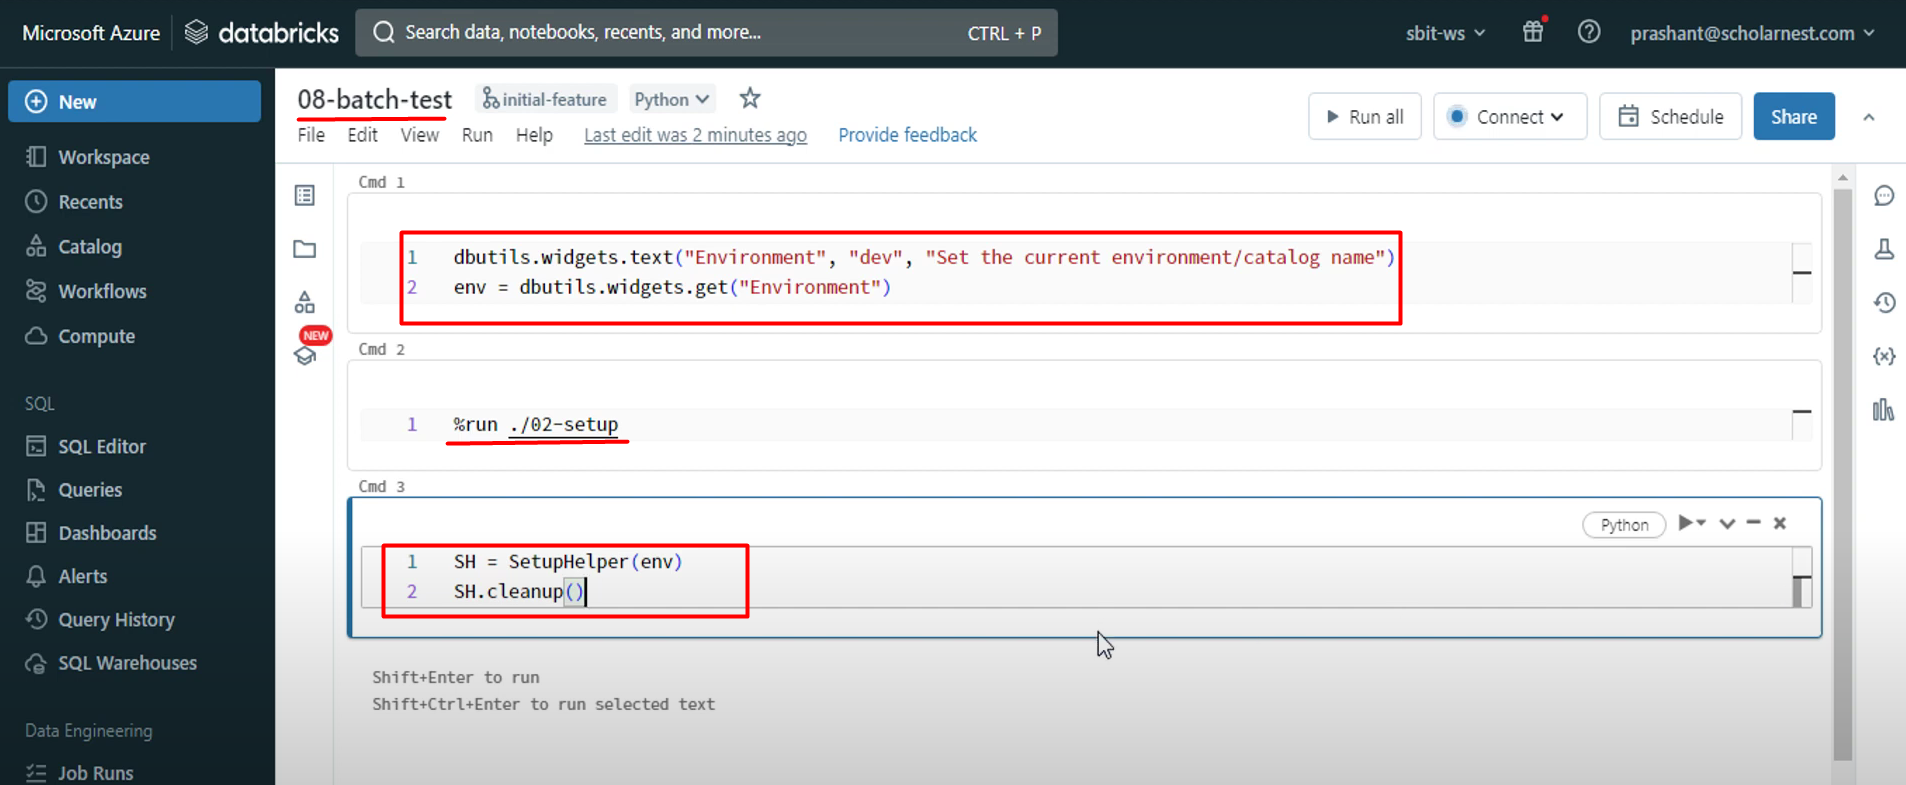 Microsoft Azure databricks Search data, notebooks, recents, and more... CTRL + P sbit-ws prashant@scholarnest.com
New
Workspace
Recents
Catalog
Workflows
Compute
SQL
SQL Editor
Queries
Dashboards
Alerts
Query History
SQL Warehouses
Data Engineering
Job Runs
08-batch-test initial-feature Python
File Edit View Run Help Last edit was 2 minutes ago Provide feedback
Run all Connect Schedule Share
NEW
Cmd 1
1 dbutils.widgets.text("Environment", "dev", "Set the current environment/catalog name")
2 env = dbutils.widgets.get("Environment")
Cmd 2
1 %run ./02-setup
Cmd 3
Python
1 SH = SetupHelper(env)
2 SH.cleanup()
Shift+Enter to run
Shift+Ctrl+Enter to run selected text